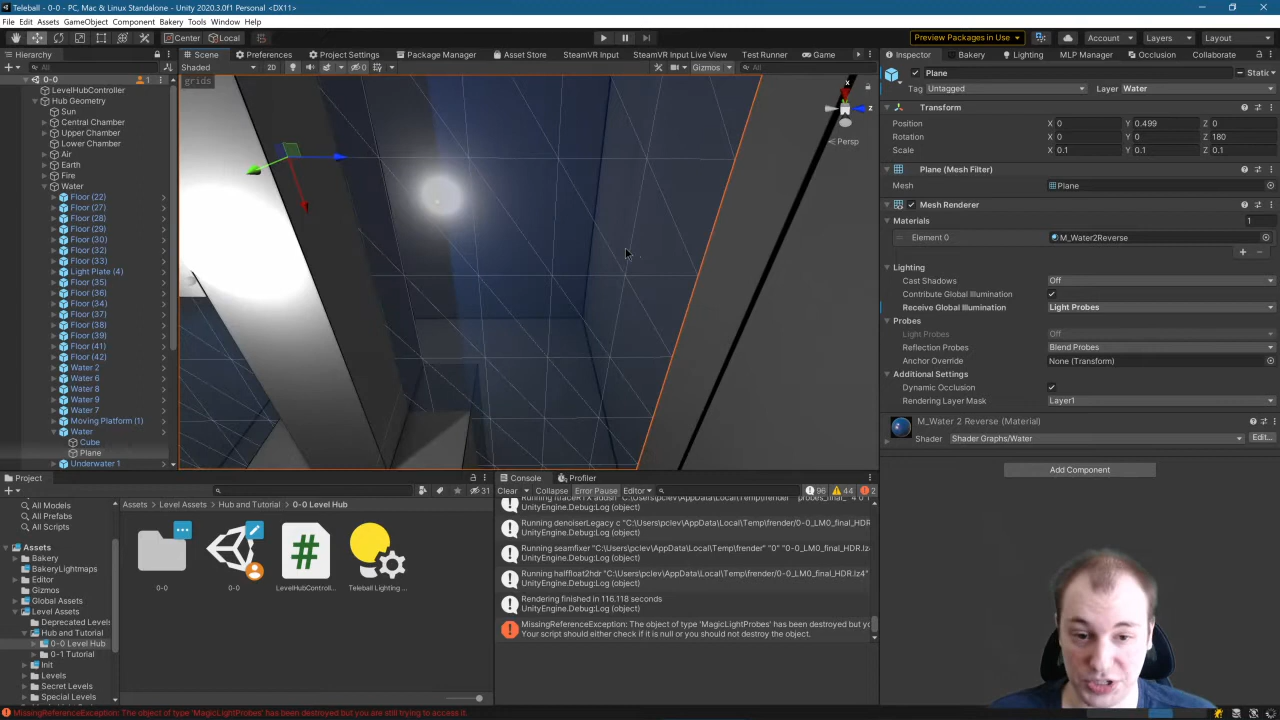 Teleball - 0-0 - PC, Mac & Linux Standalone - Unity 2020.3.0f1 Personal <DX11>
File Edit Assets GameObject Component Bakery Tools Window Help
Center Local Preview Packages in Use Account Layers Layout
Hierarchy Scene Preferences Project Settings Package Manager Asset Store SteamVR Input SteamVR Input Live View Test Runner Game Inspector Bakery Lighting MLP Manager Occlusion Collaborate
All Shaded 2D Gizmos All
Plane Static
0-0 1
grids
LevelHubController
Tag Untagged Layer Water
Hub Geometry
Transform
Sun
Central Chamber
Position X 0 Y 0.499 Z 0
Upper Chamber
Rotation X 0 Y 0 Z 180
Lower Chamber
Persp
Scale X 0.1 Y 0.1 Z 0.1
Air
Earth
Plane (Mesh Filter)
Fire
Mesh Plane
Water
Floor (22)
Floor (27)
Mesh Renderer
Floor (28)
Materials 1
Floor (29)
Element 0 M_Water2Reverse
Floor (30)
Floor (32)
Floor (33)
Lighting
Light Plate (4)
Cast Shadows Off
Floor (35)
Contribute Global Illumination
Floor (36)
Floor (34)
Receive Global Illumination Light Probes
Floor (37)
Probes
Floor (38)
Light Probes Off
Floor (39)
Reflection Probes Blend Probes
Floor (41)
Anchor Override None (Transform)
Floor (42)
Additional Settings
Water 2
Dynamic Occlusion
Water 6
Rendering Layer Mask Layer1
Water 8
Water 9
Water 7
Moving Platform (1)
M_Water 2 Reverse (Material)
Water
Shader Shader Graphs/Water Edit...
Cube
Plane
Underwater 1
Add Component
Project Console Profiler
31 Clear Collapse Error Pause Editor 96 44 2
All Models
All Prefabs
All Scripts
Assets
Bakery
BakeryLightmaps
Editor
Gizmos
Global Assets
Level Assets
Deprecated Levels
Hub and Tutorial
0-0 Level Hub
0-1 Tutorial
Init
Levels
Secret Levels
Special Levels
Assets Level Assets Hub and Tutorial 0-0 Level Hub
0-0 0-0 LevelHubControll... Teleball Lighting ...
UnityEngine.Debug:Log (object)
Running denoiserLegacy c "C:\Users\pclev\AppData\Local\Temp\frender/0-0_LM0_final_HDR
UnityEngine.Debug:Log (object)
Running seamfixer "C:\Users\pclev\AppData\Local\Temp\frender" "0" "0-0_LM0_final_HDR.lz
UnityEngine.Debug:Log (object)
Running halffloat2hdr "C:\Users\pclev\AppData\Local\Temp\frender/0-0_LM0_final_HDR.lz4"
UnityEngine.Debug:Log (object)
Rendering finished in 116.118 seconds
UnityEngine.Debug:Log (object)
MissingReferenceException: The object of type 'MagicLightProbes' has been destroyed but y
Your script should either check if it is null or you should not destroy the object.
MissingReferenceException: The object of type 'MagicLightProbes' has been destroyed but you are still trying to access it.